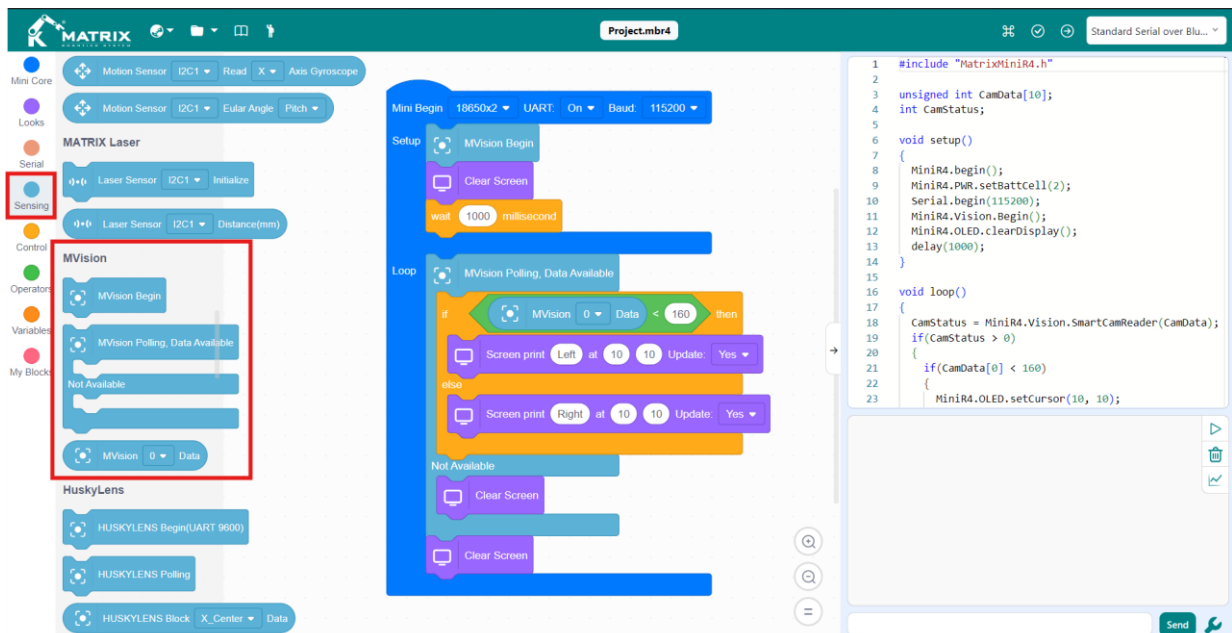 MATRIX
ROBOTICS SYSTEM
Project.mbr4
Standard Serial over Blu...
Mini Core
Looks
Serial
Sensing
Control
Operators
Variables
My Blocks
Motion Sensor I2C1 Read X Axis Gyroscope
Motion Sensor I2C1 Eular Angle Pitch
MATRIX Laser
Laser Sensor I2C1 Initialize
Laser Sensor I2C1 Distance(mm)
MVision
MVision Begin
MVision Polling, Data Available
Not Available
MVision 0 Data
HuskyLens
HUSKYLENS Begin(UART 9600)
HUSKYLENS Polling
HUSKYLENS Block X_Center Data
Mini Begin 18650x2 UART: On Baud: 115200
Setup
MVision Begin
Clear Screen
wait 1000 millisecond
Loop
MVision Polling, Data Available
if MVision 0 Data < 160 then
Screen print Left at 10 10 Update: Yes
else
Screen print Right at 10 10 Update: Yes
Not Available
Clear Screen
Clear Screen
1 #include "MatrixMiniR4.h"
2
3 unsigned int CamData[10];
4 int CamStatus;
5
6 void setup()
7 {
8 MiniR4.begin();
9 MiniR4.PWR.setBattCell(2);
10 Serial.begin(115200);
11 MiniR4.Vision.Begin();
12 MiniR4.OLED.clearDisplay();
13 delay(1000);
14 }
15
16 void loop()
17 {
18 CamStatus = MiniR4.Vision.SmartCamReader(CamData);
19 if(CamStatus > 0)
20 {
21 if(CamData[0] < 160)
22 {
23 MiniR4.OLED.setCursor(10, 10);
Send